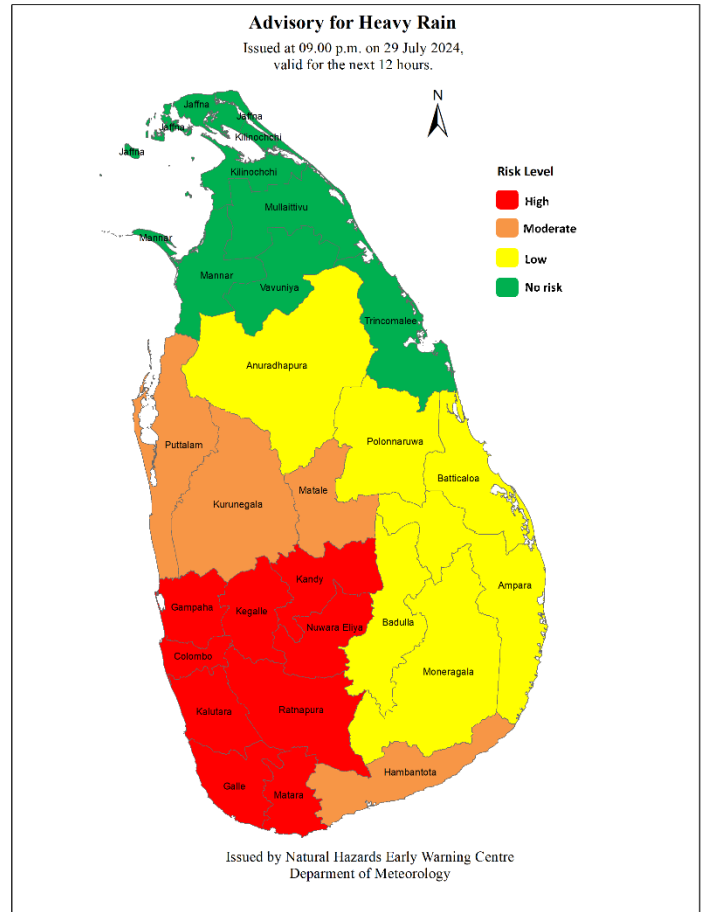 Advisory for Heavy Rain
Issued at 09.00 p.m. on 29 July 2024,
valid for the next 12 hours.
N
Jaffna
Jaffna
Jaffna
Kilinochchi
Jaffna
Kilinochchi
Risk Level
High
Mullaittivu
Moderate
Mannar
Low
Mannar
Vavuniya
No risk
Trincomalee
Anuradhapura
Puttalam
Polonnaruwa
Batticaloa
Matale
Kurunegala
Kandy
Ampara
Gampaha
Kegalle
Nuwara Eliya
Badulla
Colombo
Moneragala
Kalutara
Ratnapura
Hambantota
Galle
Matara
Issued by Natural Hazards Early Warning Centre
Deparment of Meteorology